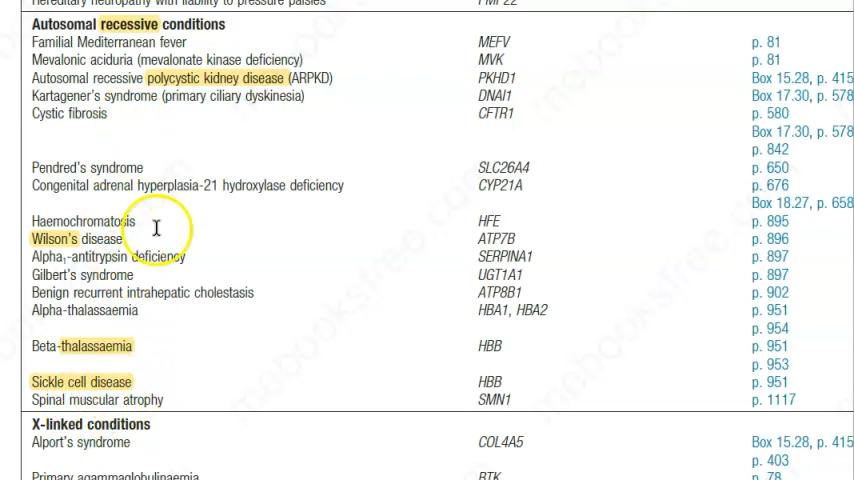 Hereditary neuropathy with liability to pressure palsies PMP22
Autosomal recessive conditions
Familial Mediterranean fever MEFV p. 81
Mevalonic aciduria (mevalonate kinase deficiency) MVK p. 81
Autosomal recessive polycystic kidney disease (ARPKD) PKHD1 Box 15.28, p. 415
Kartagener's syndrome (primary ciliary dyskinesia) DNAI1 Box 17.30, p. 578
Cystic fibrosis CFTR1 p. 580
Box 17.30, p. 578
p. 842
Pendred's syndrome SLC26A4 p. 650
Congenital adrenal hyperplasia-21 hydroxylase deficiency CYP21A p. 676
Box 18.27, p. 658
Haemochromatosis HFE p. 895
Wilson's disease ATP7B p. 896
Alpha₁-antitrypsin deficiency SERPINA1 p. 897
Gilbert's syndrome UGT1A1 p. 897
Benign recurrent intrahepatic cholestasis ATP8B1 p. 902
Alpha-thalassaemia HBA1, HBA2 p. 951
p. 954
Beta-thalassaemia HBB p. 951
p. 953
Sickle cell disease HBB p. 951
Spinal muscular atrophy SMN1 p. 1117
X-linked conditions
Alport's syndrome COL4A5 Box 15.28, p. 415
p. 403
Primary agammaglobulinaemia BTK p. 78
mebooksfree.com